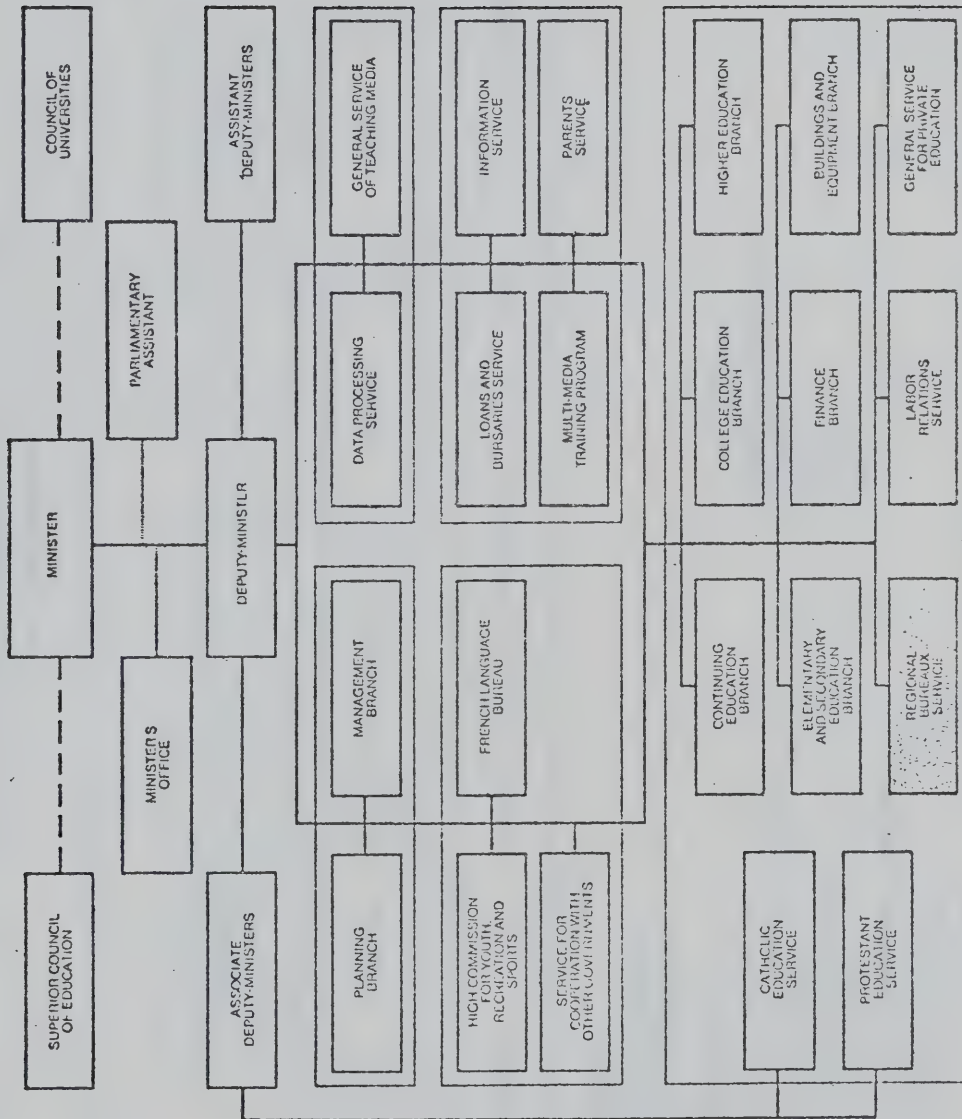 SUPERIOR COUNCIL
OF EDUCATION
MINISTER
COUNCIL OF
UNIVERSITIES
MINISTER'S
OFFICE
PARLIAMENTARY
ASSISTANT
ASSOCIATE
DEPUTY-MINISTERS
DEPUTY-MINISTER
ASSISTANT
DEPUTY-MINISTERS
PLANNING
BRANCH
MANAGEMENT
BRANCH
DATA PROCESSING
SERVICE
GENERAL SERVICE
OF TEACHING MEDIA
HIGH COMMISSION
FOR YOUTH,
RECREATION AND
SPORTS
FRENCH LANGUAGE
BUREAU
LOANS AND
BURSARIES SERVICE
INFORMATION
SERVICE
SERVICE FOR
COOPERATION WITH
OTHER GOVERNMENTS
MULTI-MEDIA
TRAINING PROGRAM
PARENTS
SERVICE
CONTINUING
EDUCATION
BRANCH
COLLEGE EDUCATION
BRANCH
HIGHER EDUCATION
BRANCH
CATHOLIC
EDUCATION
SERVICE
ELEMENTARY
AND SECONDARY
EDUCATION
BRANCH
FINANCE
BRANCH
BUILDINGS AND
EQUIPMENT BRANCH
PROTESTANT
EDUCATION
SERVICE
REGIONAL
BUREAUX
SERVICE
LABOR
RELATIONS
SERVICE
GENERAL SERVICE
FOR PRIVATE
EDUCATION